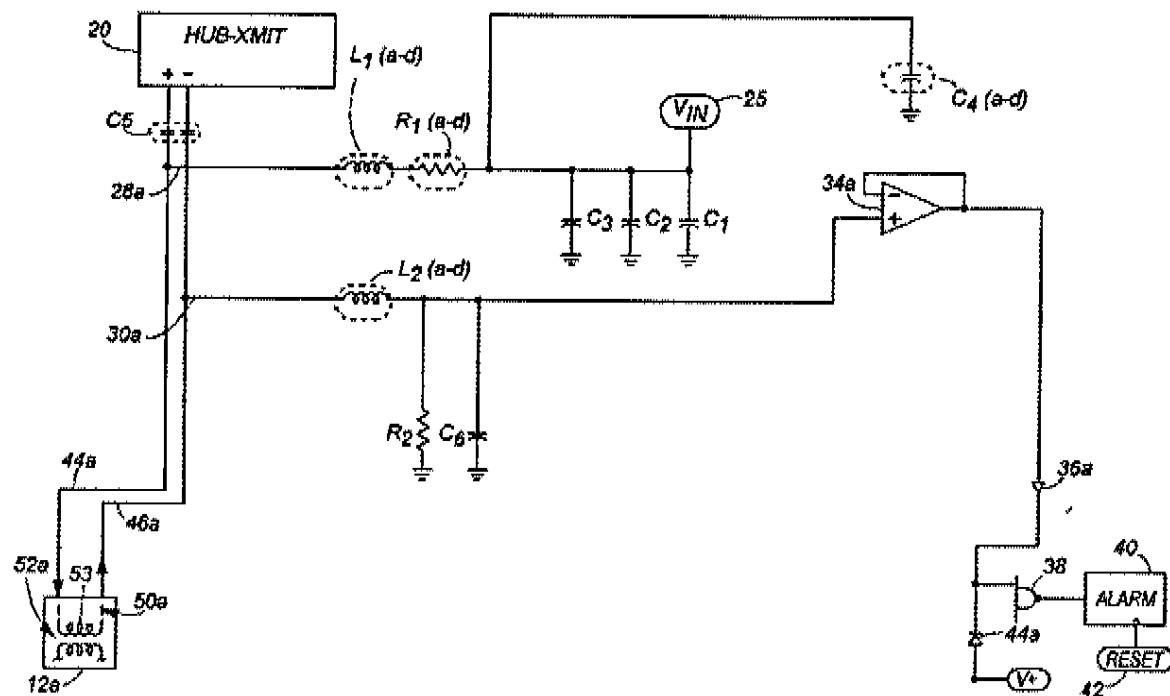 20
HUB-XMIT
+ -
C5
L1 (a-d)
R1 (a-d)
VIN
25
C4 (a-d)
28a
C3
C2
C1
34a
-
+
L2 (a-d)
30a
R2
C6
44a
46a
36a
52a
53
50a
12a
38
40
ALARM
44a
V+
RESET
42